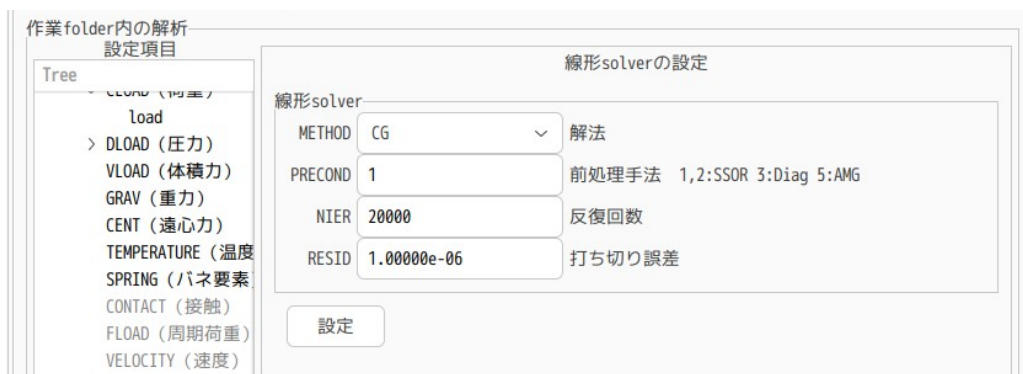 作業folder内の解析
設定項目
Tree
load
DLOAD (圧力)
VLOAD (体積力)
GRAV (重力)
CENT (遠心力)
TEMPERATURE (温度
SPRING (バネ要素
CONTACT (接触)
FLOAD (周期荷重)
VELOCITY (速度)
線形solverの設定
線形solver
METHOD CG 解法
PRECOND 1 前処理手法 1,2:SSOR 3:Diag 5:AMG
NIER 20000 反復回数
RESID 1.00000e-06 打ち切り誤差
設定